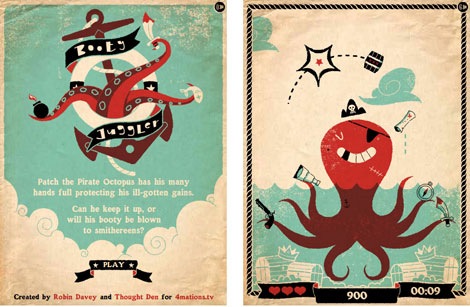 Booby
Juggler
Patch the Pirate Octopus has his many
hands full protecting his ill-gotten gains.
Can he keep it up, or
will his booty be blown
to smithereens?
PLAY
Created by Robin Davey and Thought Den for 4mations.tv
900
00:09